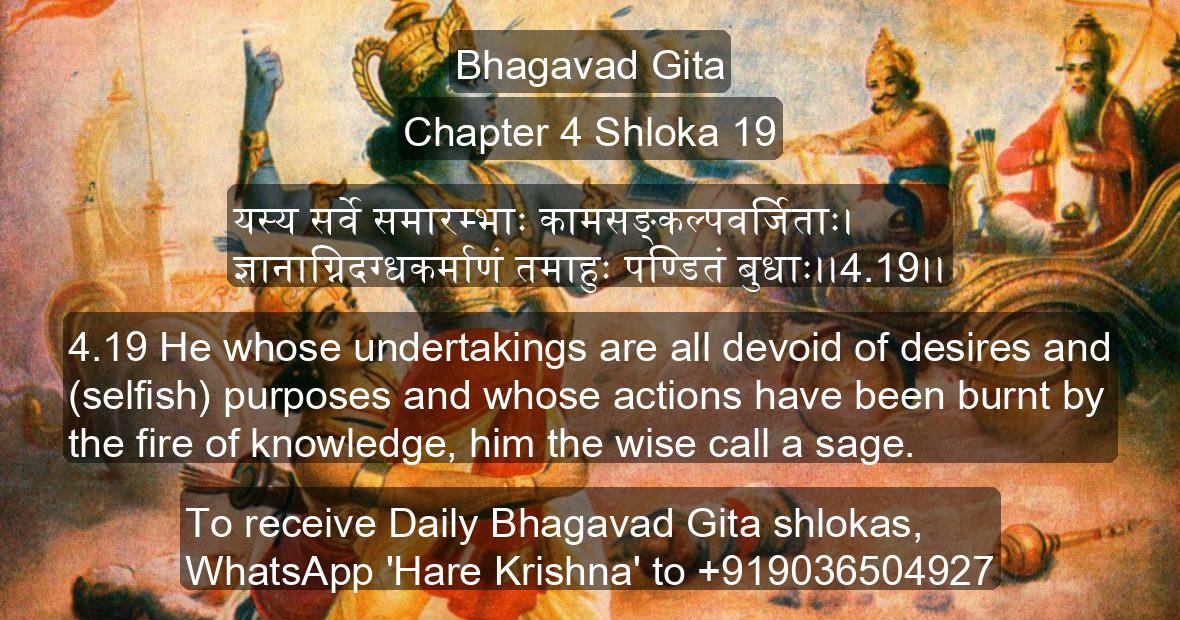 Bhagavad Gita
Chapter 4 Shloka 19
यस्य सर्वे समारम्भाः कामसङ्कल्पवर्जिताः।
ज्ञानाग्निदग्धकर्माणं तमाहुः पण्डितं बुधाः।।4.19।।
4.19 He whose undertakings are all devoid of desires and
(selfish) purposes and whose actions have been burnt by
the fire of knowledge, him the wise call a sage.
To receive Daily Bhagavad Gita shlokas,
WhatsApp 'Hare Krishna' to +919036504927